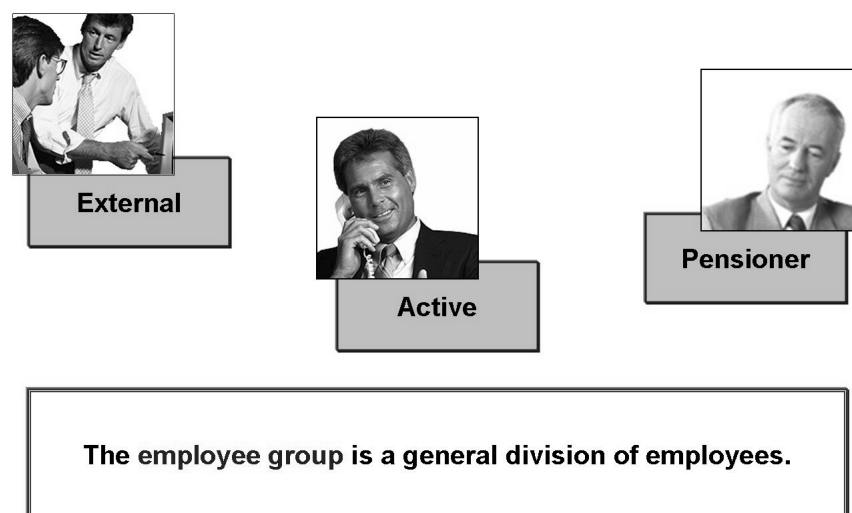 External
Active
Pensioner
The employee group is a general division of employees.